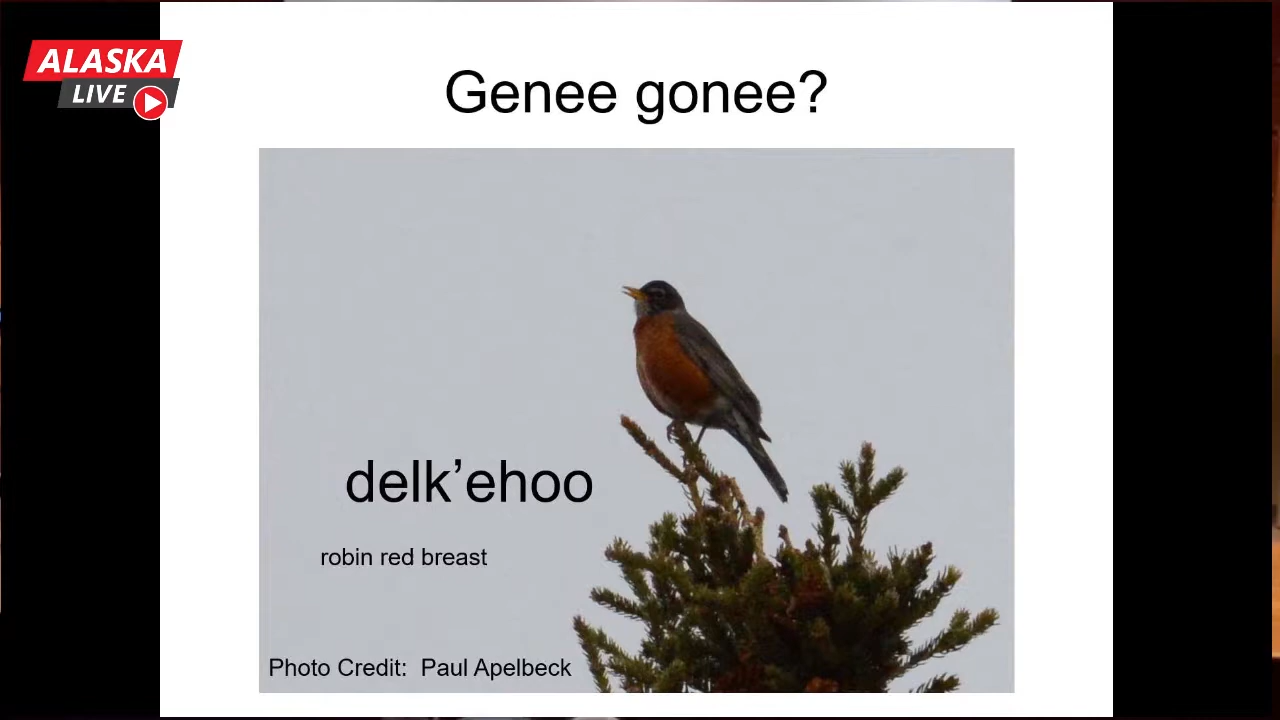 ALASKA
LIVE
Genee gonee?
delk’ehoo
robin red breast
Photo Credit:  Paul Apelbeck